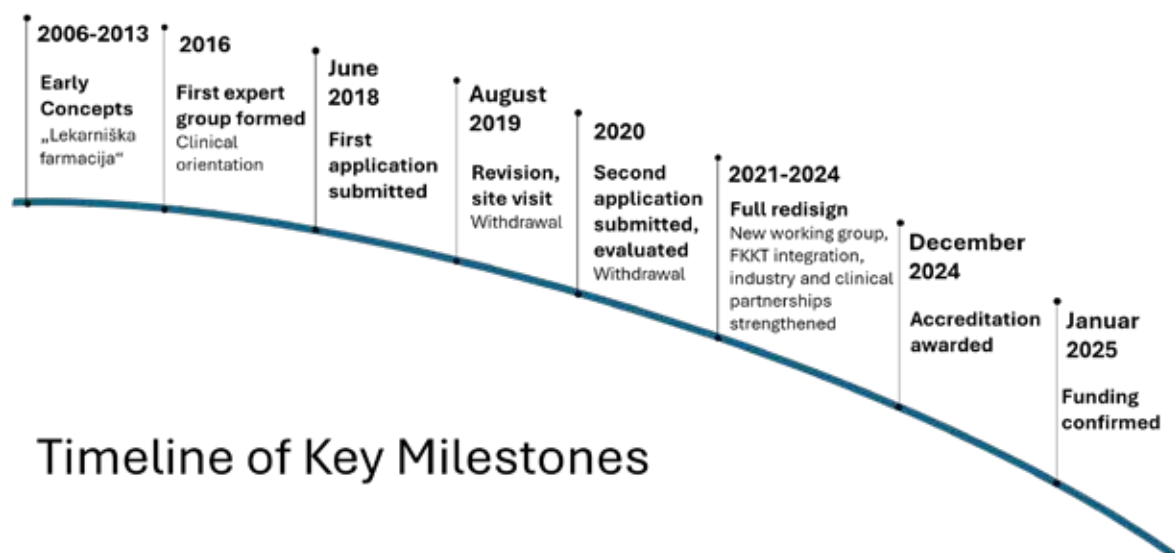 2006-2013
Early
Concepts
„Lekarniška
farmacija“
2016
First expert
group formed
Clinical
orientation
June
2018
First
application
submitted
August
2019
Revision,
site visit
Withdrawal
2020
Second
application
submitted,
evaluated
Withdrawal
2021-2024
Full redisign
New working group,
FKKT integration,
industry and clinical
partnerships
strengthened
December
2024
Accreditation
awarded
Januar
2025
Funding
confirmed
Timeline of Key Milestones